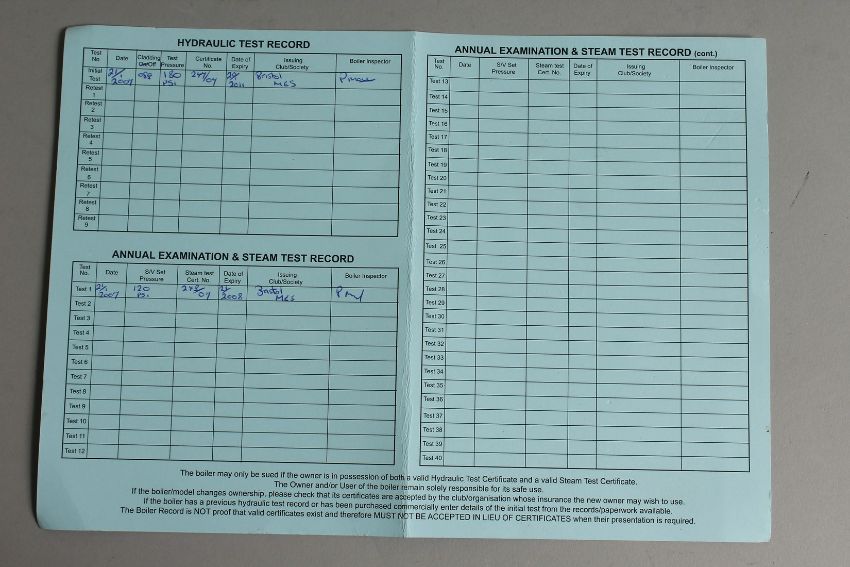 HYDRAULIC TEST RECORD
Test No Date Cladding On/Off Test Pressure Certificate No. Date of Expiry Issuing Club/Society Boiler Inspector
Initial Test 2007 OFF 180 PSi Bristol MES
Retest 1
Retest 2
Retest 3
Retest 4
Retest 5
Retest 6
Retest 7
Retest 8
Retest 9
ANNUAL EXAMINATION & STEAM TEST RECORD
Test No. Date S/V Set Pressure Steam test Cert. No. Date of Expiry Issuing Club/Society Boiler Inspector
Test 1 2007 120 PSi 2008 Bristol MES
Test 2
Test 3
Test 4
Test 5
Test 6
Test 7
Test 8
Test 9
Test 10
Test 11
Test 12
ANNUAL EXAMINATION & STEAM TEST RECORD (cont.)
Test No. Date S/V Set Pressure Steam test Cert. No. Date of Expiry Issuing Club/Society Boiler Inspector
Test 13
Test 14
Test 15
Test 16
Test 17
Test 18
Test 19
Test 20
Test 21
Test 22
Test 23
Test 24
Test 25
Test 26
Test 27
Test 28
Test 29
Test 30
Test 31
Test 32
Test 33
Test 34
Test 35
Test 36
Test 37
Test 38
Test 39
Test 40
The boiler may only be sued if the owner is in possession of both a valid Hydraulic Test Certificate and a valid Steam Test Certificate.
The Owner and/or User of the boiler remain solely responsible for its safe use.
If the boiler/model changes ownership, please check that its certificates are accepted by the club/organisation whose insurance the new owner may wish to use.
If the boiler has a previous hydraulic test record or has been purchased commercially enter details of the initial test from the records/paperwork available.
The Boiler Record is NOT proof that valid certificates exist and therefore MUST NOT BE ACCEPTED IN LIEU OF CERTIFICATES when their presentation is required.